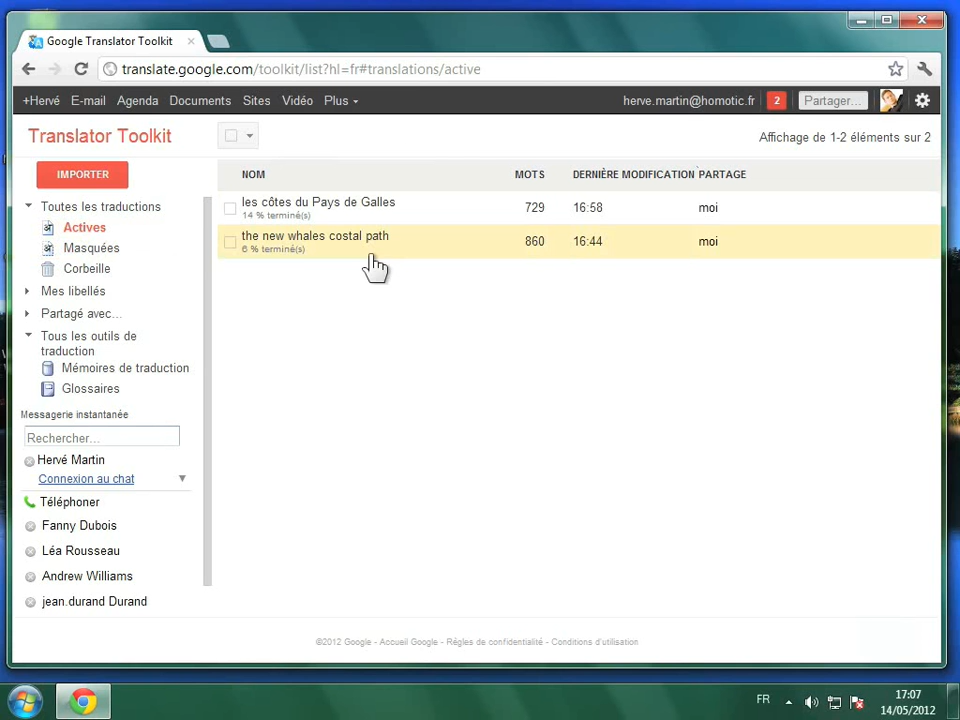 Google Translator Toolkit
translate.google.com/toolkit/list?hl=fr#translations/active
+Hervé E-mail Agenda Documents Sites Vidéo Plus herve.martin@homotic.fr 2 Partager...
Translator Toolkit
Affichage de 1-2 éléments sur 2
IMPORTER
NOM MOTS DERNIÈRE MODIFICATION PARTAGE
les côtes du Pays de Galles 729 16:58 moi
14 % terminé(s)
the new whales costal path 860 16:44 moi
6 % terminé(s)
Toutes les traductions
Actives
Masquées
Corbeille
Mes libellés
Partagé avec...
Tous les outils de
traduction
Mémoires de traduction
Glossaires
Messagerie instantanée
Rechercher...
Hervé Martin
Connexion au chat
Téléphoner
Fanny Dubois
Léa Rousseau
Andrew Williams
jean.durand Durand
©2012 Google - Accueil Google - Règles de confidentialité - Conditions d'utilisation
FR 17:07
14/05/2012